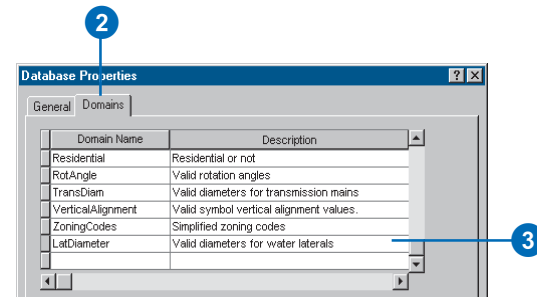 2
Database Properties
General Domains
Domain Name Description
Residential Residential or not
RotAngle Valid rotation angles
TransDiam Valid diameters for transmission mains
VerticalAlignment Valid symbol vertical alignment values.
ZoningCodes Simplified zoning codes
LatDiameter Valid diameters for water laterals
3